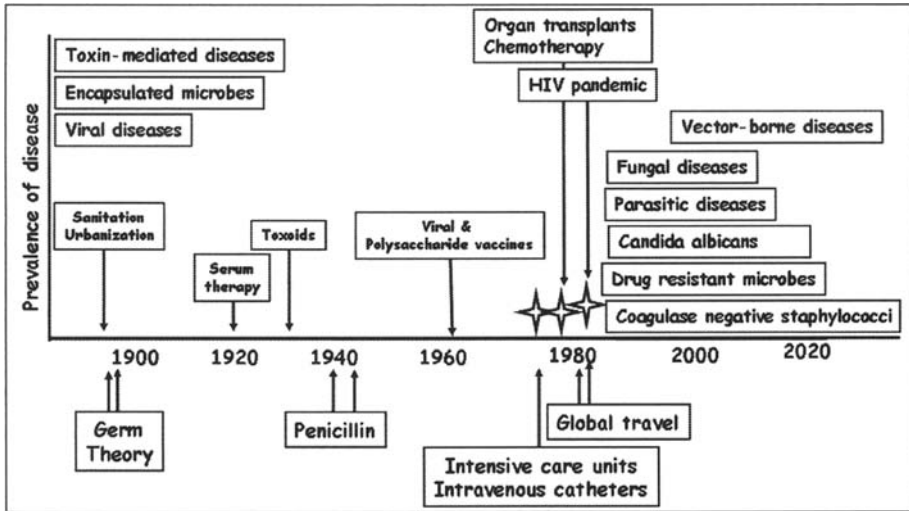 Prevalence of disease
Toxin-mediated diseases
Encapsulated microbes
Viral diseases
Sanitation
Urbanization
Serum
therapy
Toxoids
Viral &
Polysaccharide vaccines
Organ transplants
Chemotherapy
HIV pandemic
Vector-borne diseases
Fungal diseases
Parasitic diseases
Candida albicans
Drug resistant microbes
Coagulase negative staphylococci
1900 1920 1940 1960 1980 2000 2020
Germ
Theory
Penicillin
Global travel
Intensive care units
Intravenous catheters